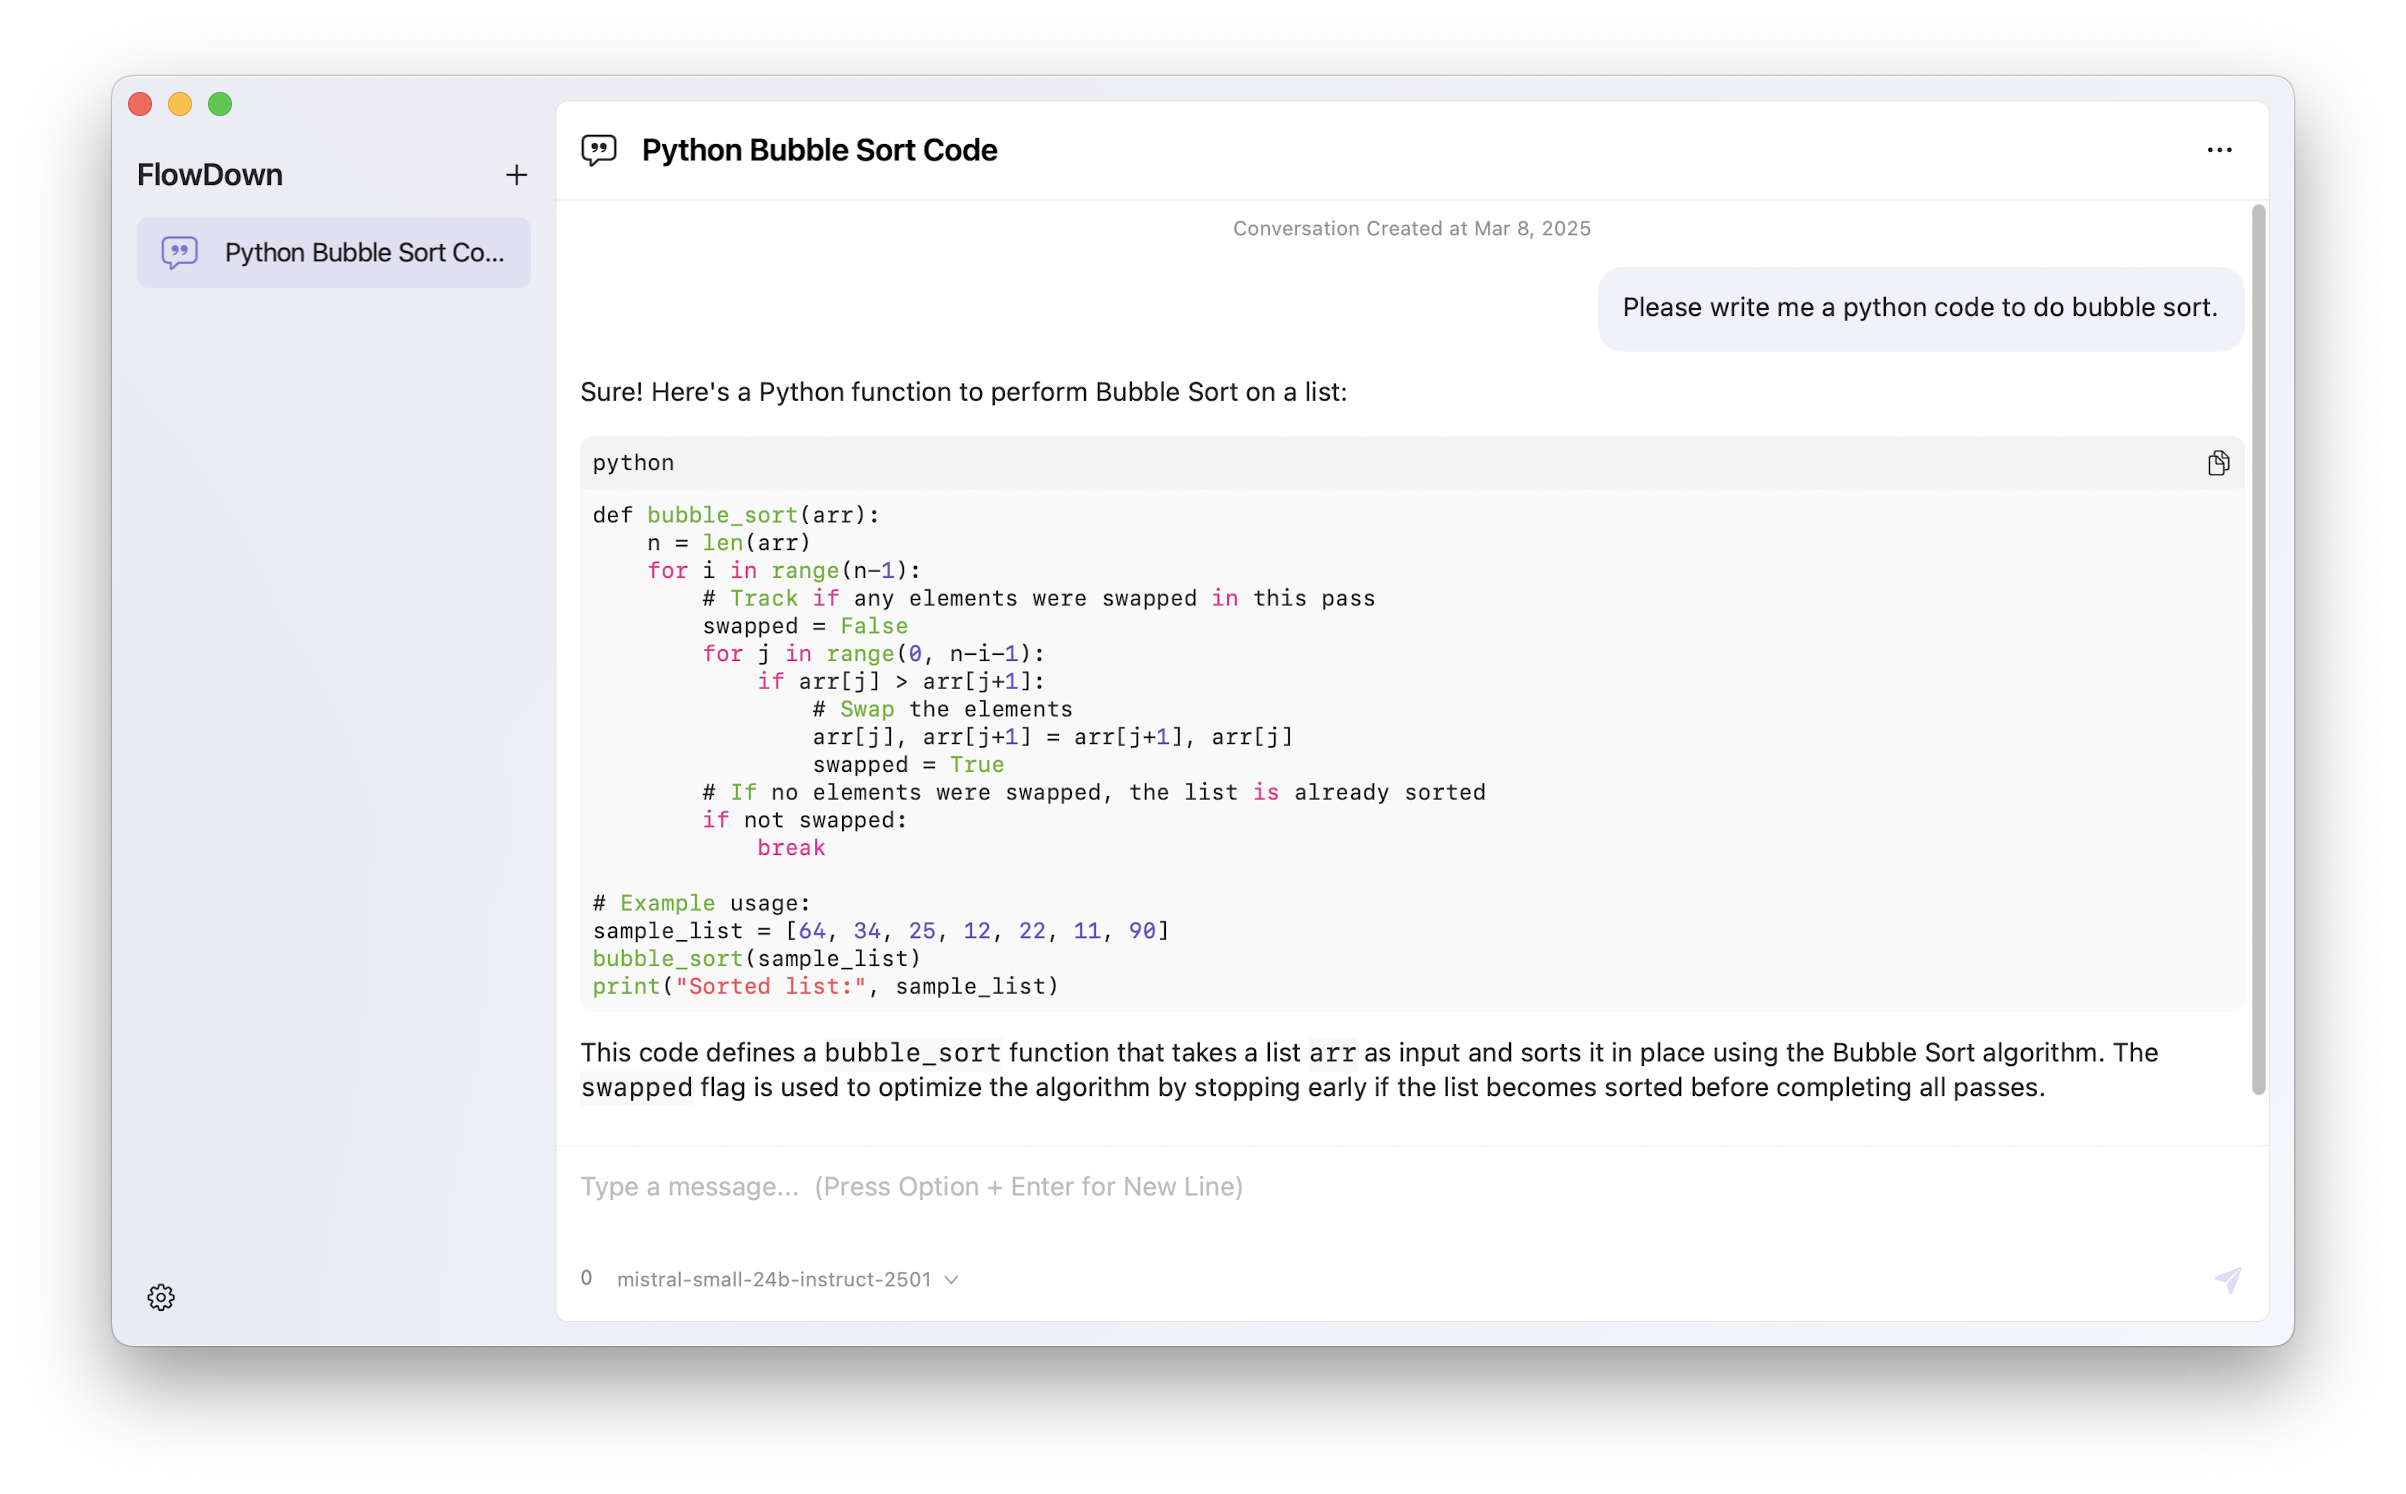 FlowDown
Python Bubble Sort Co...
Python Bubble Sort Code
Conversation Created at Mar 8, 2025
Please write me a python code to do bubble sort.
Sure! Here's a Python function to perform Bubble Sort on a list:
python
def bubble_sort(arr):
    n = len(arr)
    for i in range(n-1):
        # Track if any elements were swapped in this pass
        swapped = False
        for j in range(0, n-i-1):
            if arr[j] > arr[j+1]:
                # Swap the elements
                arr[j], arr[j+1] = arr[j+1], arr[j]
                swapped = True
        # If no elements were swapped, the list is already sorted
        if not swapped:
            break
# Example usage:
sample_list = [64, 34, 25, 12, 22, 11, 90]
bubble_sort(sample_list)
print("Sorted list:", sample_list)
This code defines a bubble_sort function that takes a list arr as input and sorts it in place using the Bubble Sort algorithm. The
swapped flag is used to optimize the algorithm by stopping early if the list becomes sorted before completing all passes.
Type a message... (Press Option + Enter for New Line)
0 mistral-small-24b-instruct-2501